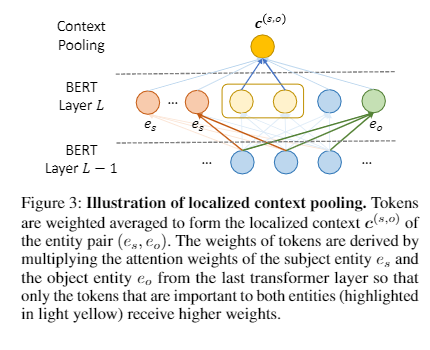 c^(s,o)
Context
Pooling
BERT
Layer L
...
e_s
e_s
e_o
BERT
Layer L − 1
...
...
Figure 3: Illustration of localized context pooling. Tokens
are weighted averaged to form the localized context c^(s,o) of
the entity pair (e_s, e_o). The weights of tokens are derived by
multiplying the attention weights of the subject entity e_s and
the object entity e_o from the last transformer layer so that
only the tokens that are important to both entities (highlighted
in light yellow) receive higher weights.